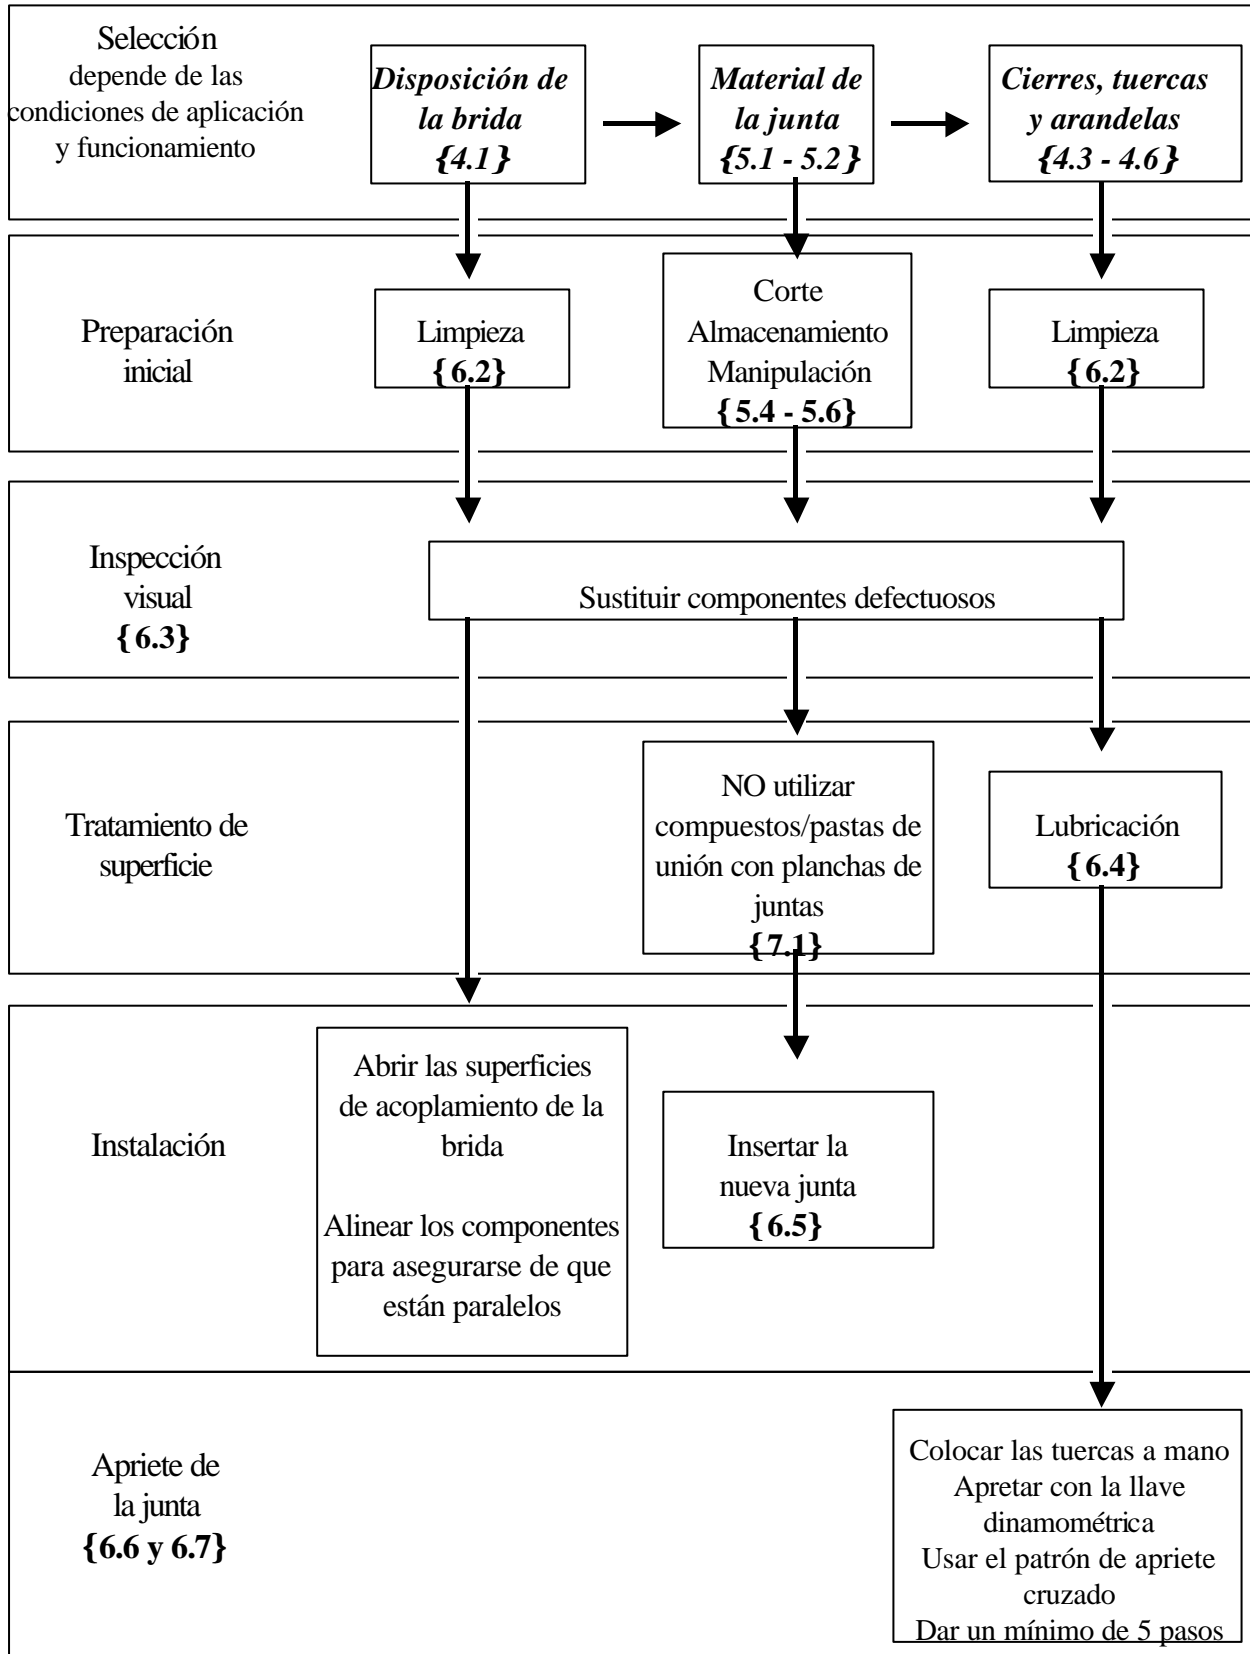 Selección
depende de las
condiciones de aplicación
y funcionamiento
Disposición de
la brida
{4.1}
Material de
la junta
{5.1 - 5.2}
Cierres, tuercas
y arandelas
{4.3 - 4.6}
Preparación
inicial
Limpieza
{6.2}
Corte
Almacenamiento
Manipulación
{5.4 - 5.6}
Limpieza
{6.2}
Inspección
visual
{6.3}
Sustituir componentes defectuosos
Tratamiento de
superficie
NO utilizar
compuestos/pastas de
unión con planchas de
juntas
{7.1}
Lubricación
{6.4}
Instalación
Abrir las superficies
de acoplamiento de la
brida
Alinear los componentes
para asegurarse de que
están paralelos
Insertar la
nueva junta
{6.5}
Apriete de
la junta
{6.6 y 6.7}
Colocar las tuercas a mano
Apretar con la llave
dinamométrica
Usar el patrón de apriete
cruzado
Dar un mínimo de 5 pasos